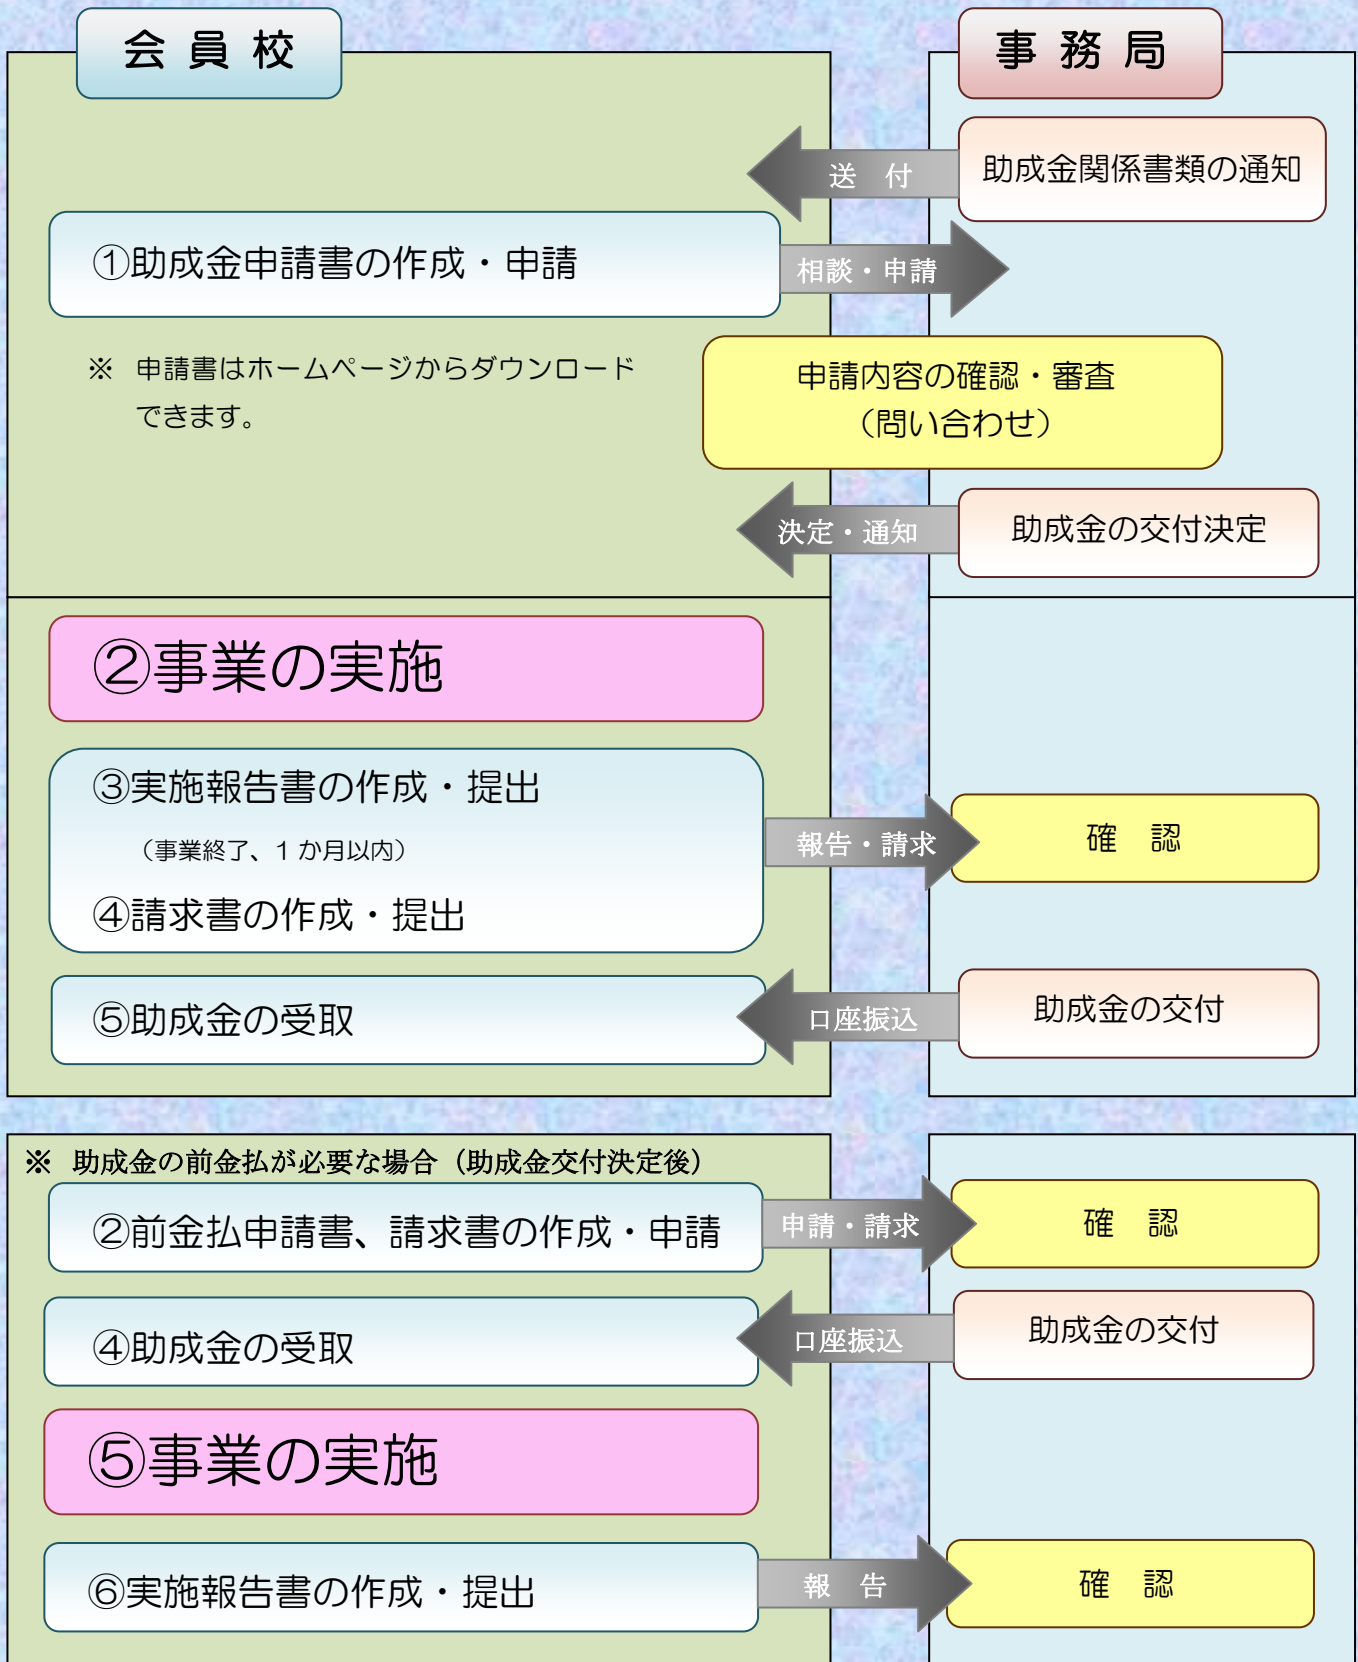 会 員 校
事 務 局
助成金関係書類の通知
送 付
①助成金申請書の作成・申請
相談・申請
※ 申請書はホームページからダウンロード
できます。
申請内容の確認・審査
（問い合わせ）
決定・通知
助成金の交付決定
②事業の実施
③実施報告書の作成・提出
（事業終了、１か月以内）
④請求書の作成・提出
報告・請求
確 認
⑤助成金の受取
口座振込
助成金の交付
※ 助成金の前金払が必要な場合（助成金交付決定後）
②前金払申請書、請求書の作成・申請
申請・請求
確 認
④助成金の受取
口座振込
助成金の交付
⑤事業の実施
⑥実施報告書の作成・提出
報 告
確 認